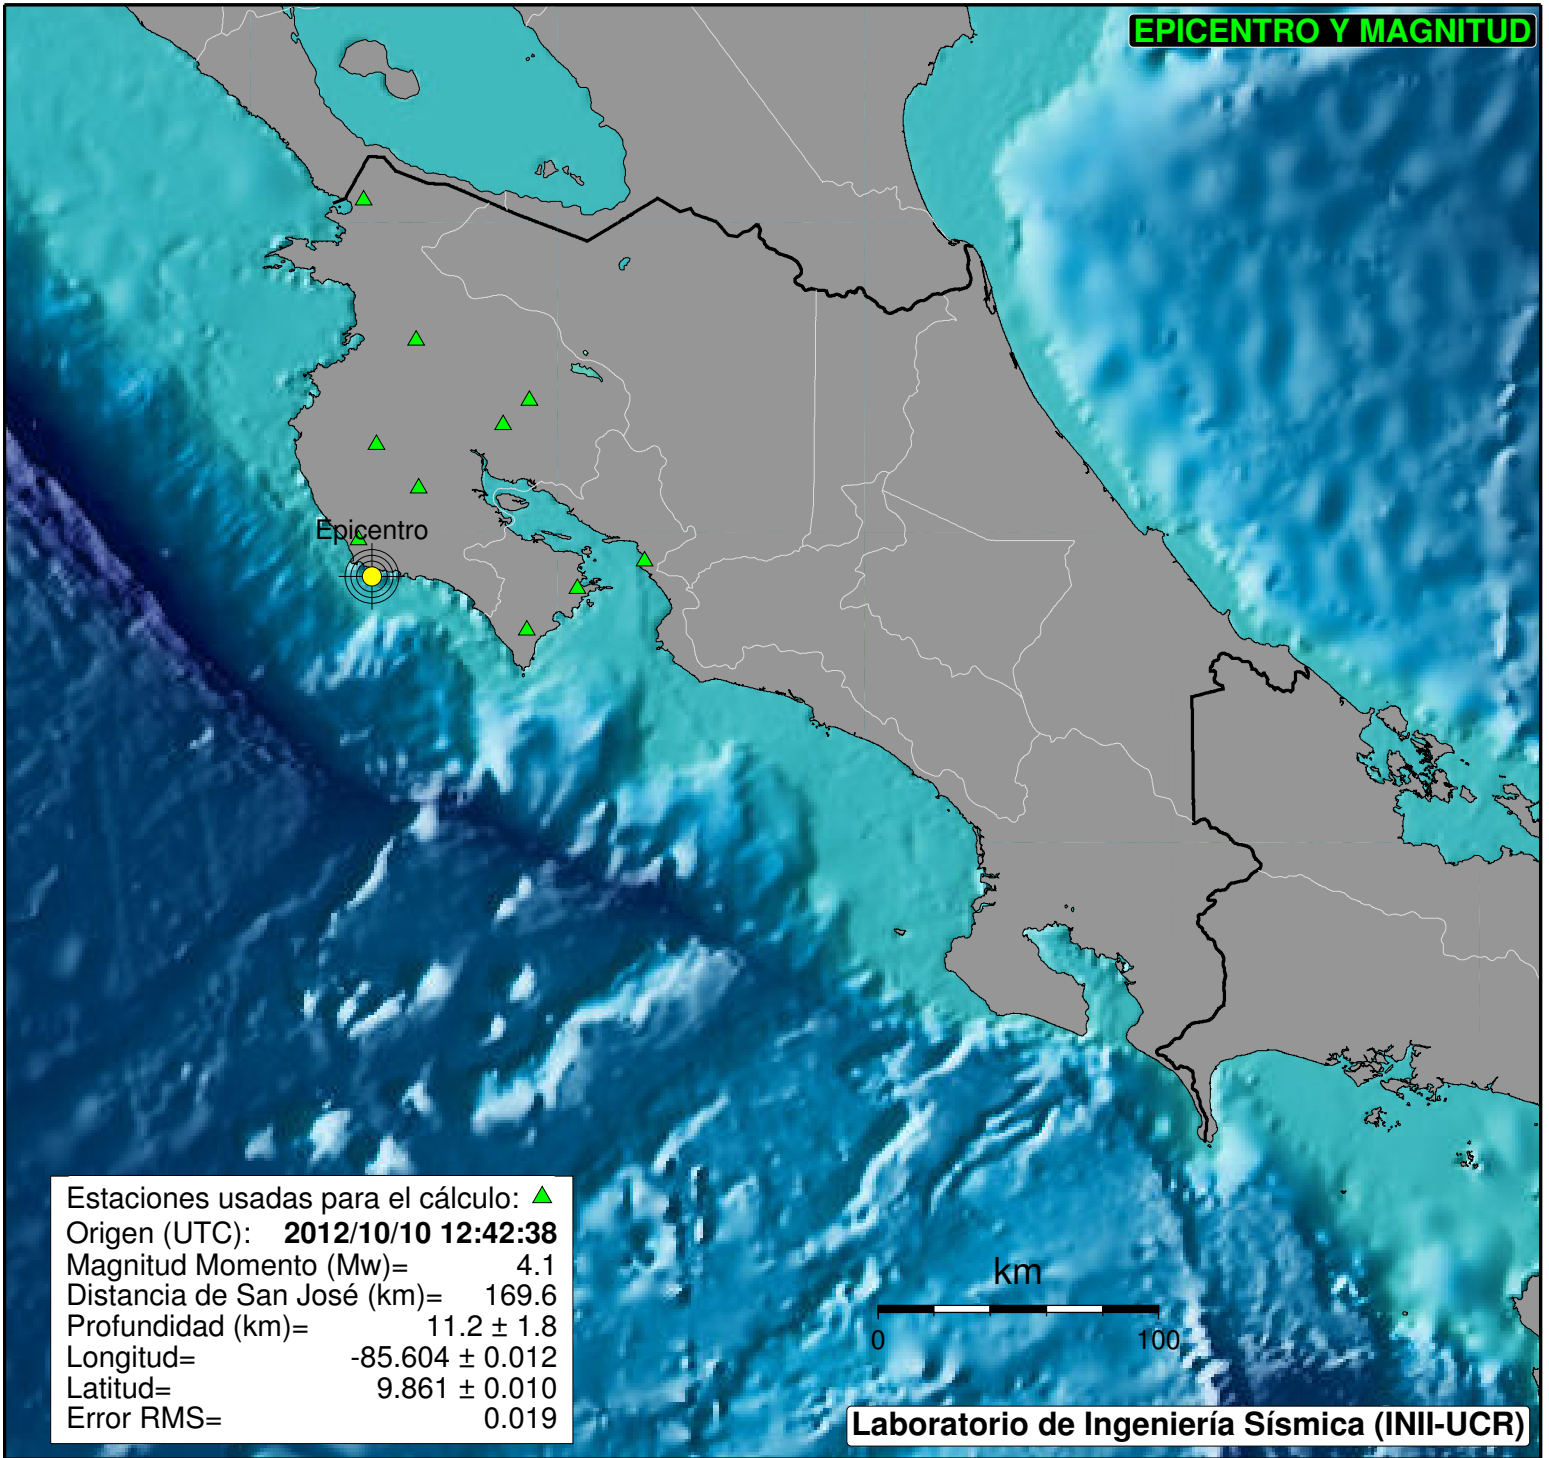 EPICENTRO Y MAGNITUD
Epicentro
Estaciones usadas para el cálculo:
Origen (UTC): 2012/10/10 12:42:38
Magnitud Momento (Mw)= 4.1
Distancia de San José (km)= 169.6
Profundidad (km)= 11.2 ± 1.8
Longitud= -85.604 ± 0.012
Latitud= 9.861 ± 0.010
Error RMS= 0.019
km
0 100
Laboratorio de Ingeniería Sísmica (INII-UCR)